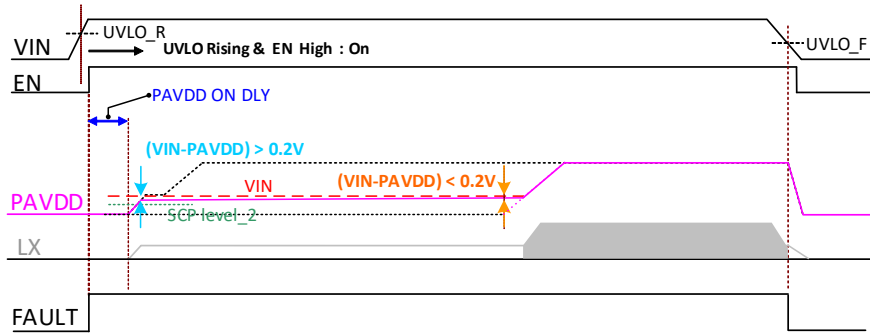 UVLO_R
VIN
UVLO Rising & EN High : On
UVLO_F
EN
PAVDD ON DLY
(VIN-PAVDD) > 0.2V
VIN
(VIN-PAVDD) < 0.2V
PAVDD
SCP level_2
LX
FAULT